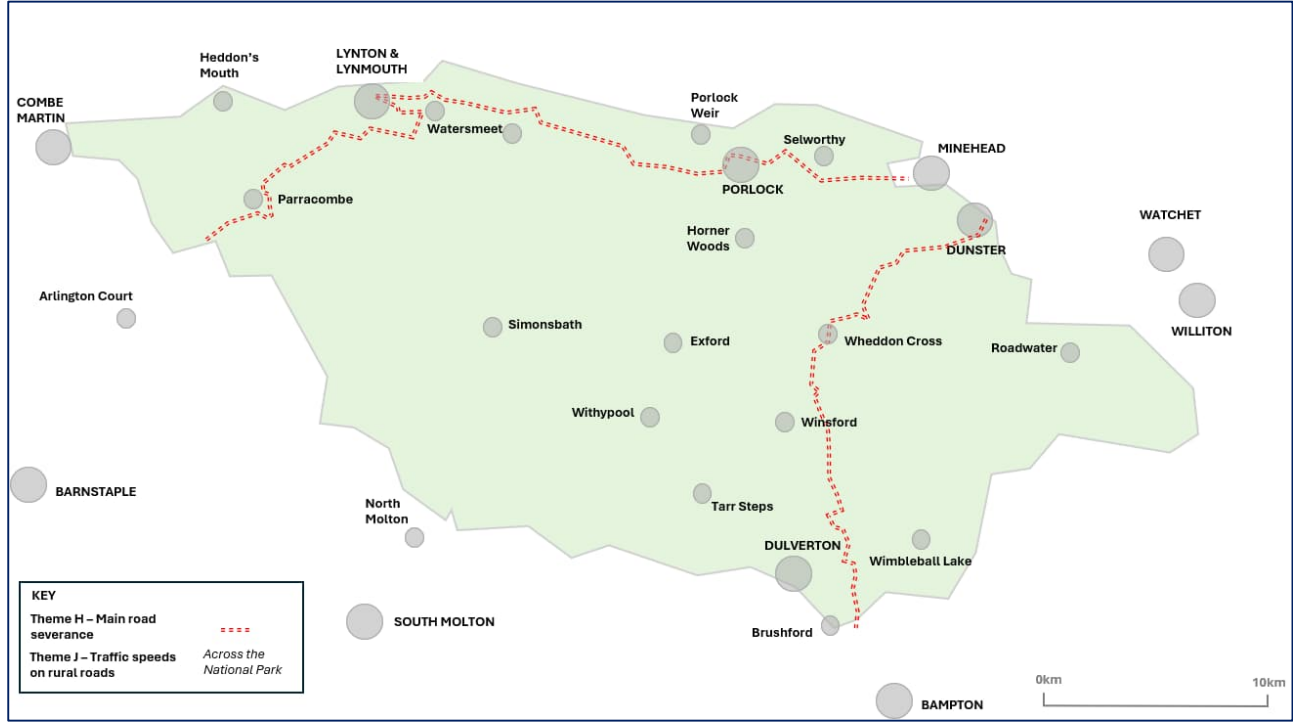 Heddon's
Mouth
LYNTON &
LYNMOUTH
COMBE
MARTIN
Watersmeet
Porlock
Weir
Selworthy
MINEHEAD
PORLOCK
Parracombe
WATCHET
Horner
Woods
DUNSTER
Arlington Court
Simonsbath
Exford
Wheddon Cross
Roadwater
WILLITON
Withypool
Winsford
BARNSTAPLE
North
Molton
Tarr Steps
DULVERTON
Wimbleball Lake
SOUTH MOLTON
Brushford
BAMPTON
KEY
Theme H – Main road
severance
Theme J – Traffic speeds
on rural roads
Across the
National Park
0km
10km